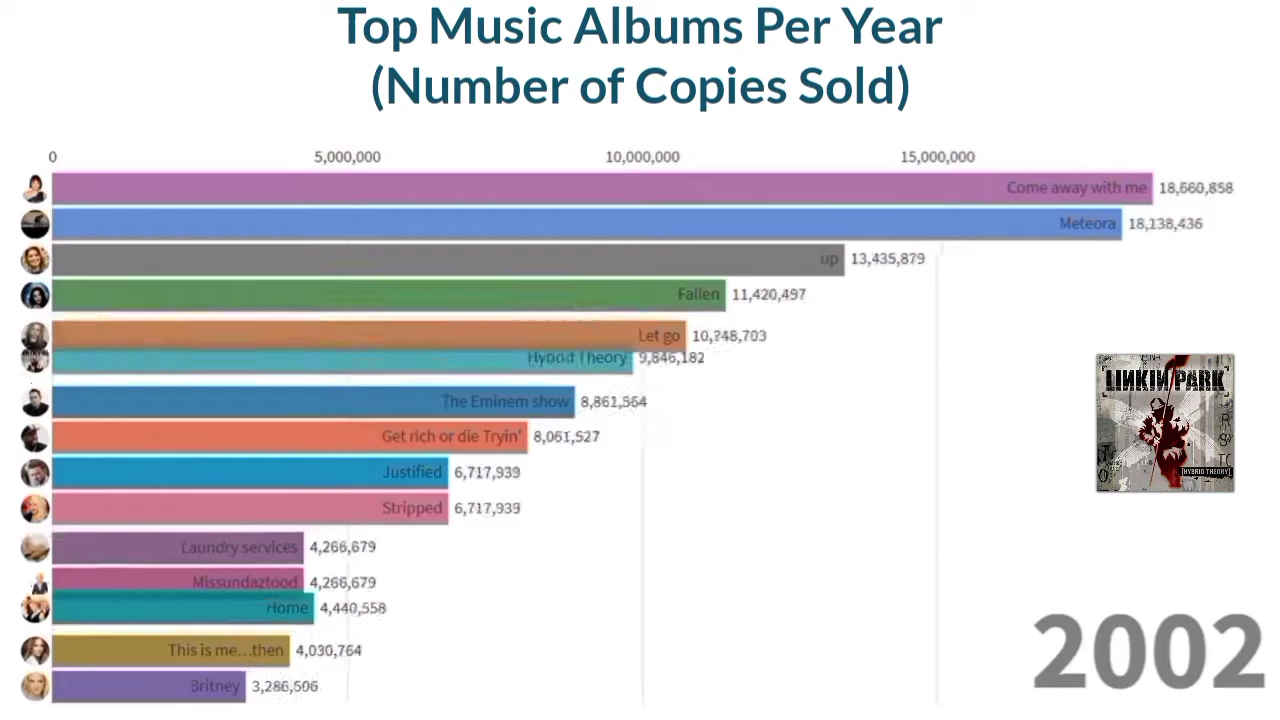 Top Music Albums Per Year
(Number of Copies Sold)
0 5,000,000 10,000,000 15,000,000
Come away with me 18,660,858
Meteora 18,138,436
up 13,435,879
Fallen 11,420,497
Let go 10,748,703
Hybrid Theory 9,846,182
The Eminem show 8,861,564
Get rich or die Tryin' 8,061,527
Justified 6,717,939
Stripped 6,717,939
Laundry services 4,266,679
Missundaztood 4,266,679
Home 4,440,558
This is me...then 4,030,764
Britney 3,286,506
LINKIN PARK
[HYBRID THEORY]
2002